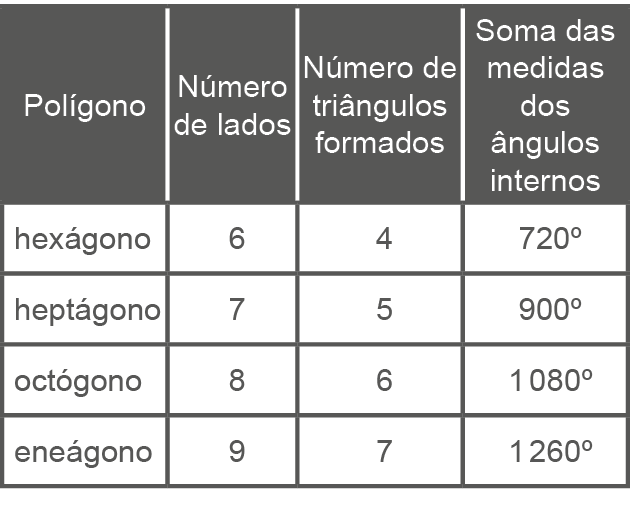 Polígono
Número
de lados
Número de
triângulos
formados
Soma das
medidas
dos
ângulos
internos
hexágono 6 4 720º
heptágono 7 5 900º
octógono 8 6 1 080º
eneágono 9 7 1 260º